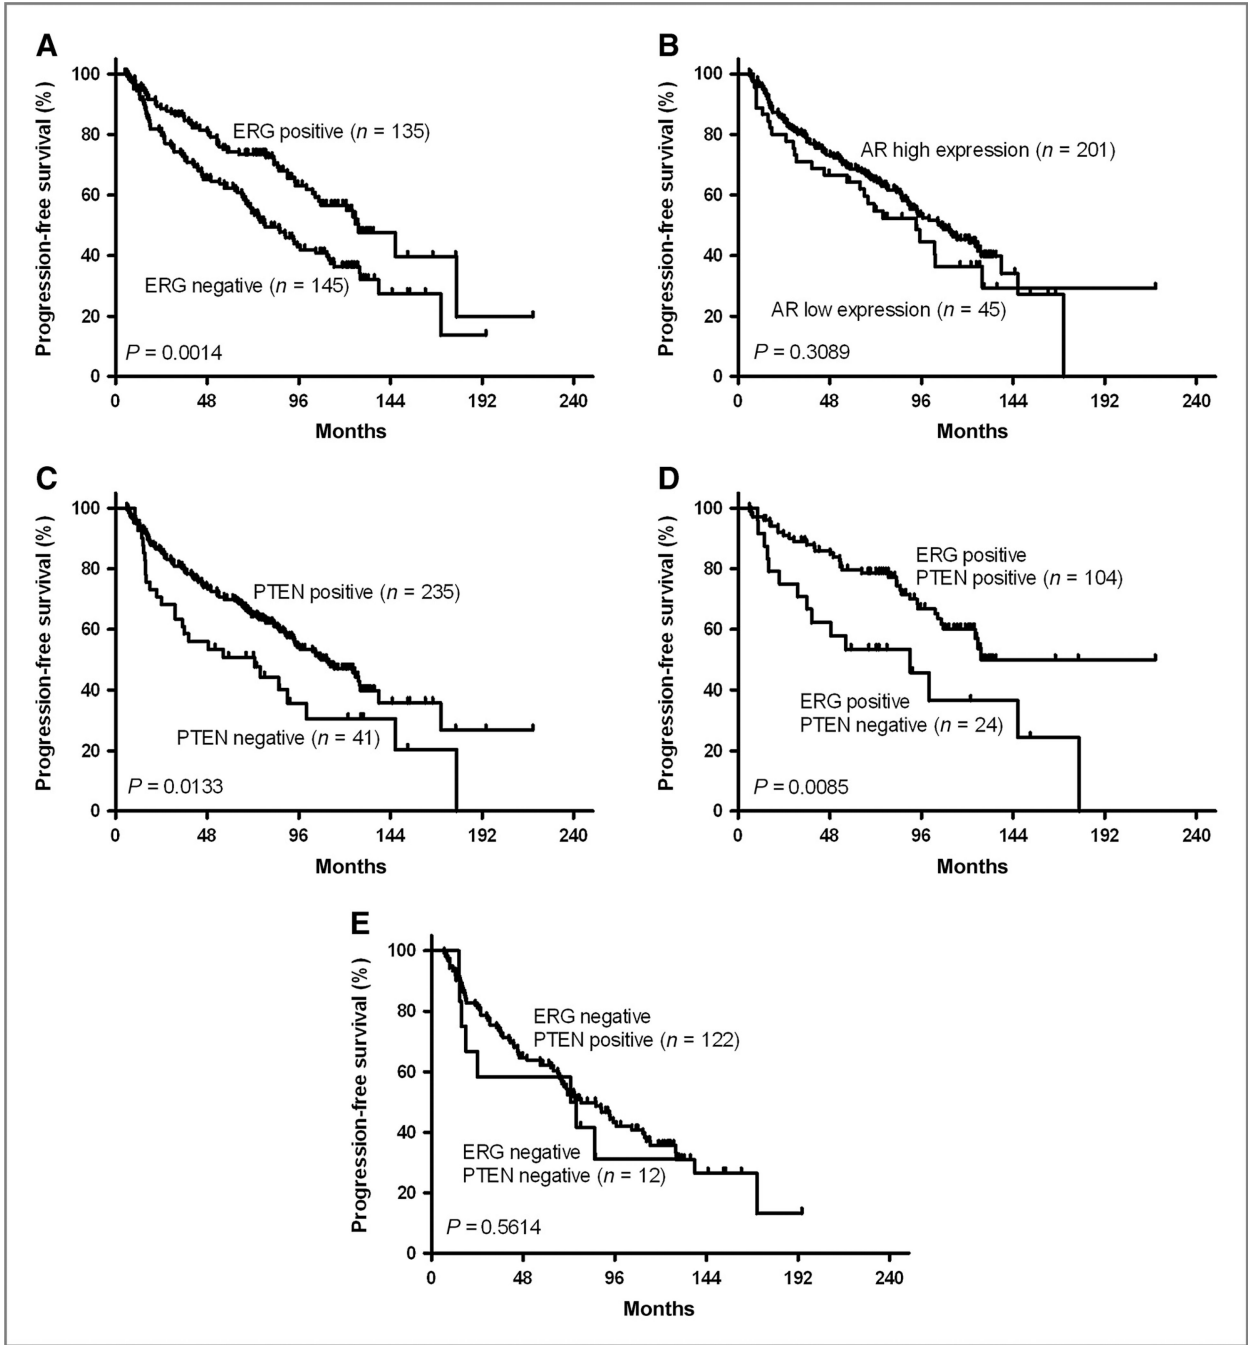 A
Progression-free survival (%)
100
80
60
40
20
0
ERG positive (n = 135)
ERG negative (n = 145)
P = 0.0014
0 48 96 144 192 240
Months
B
Progression-free survival (%)
100
80
60
40
20
0
AR high expression (n = 201)
AR low expression (n = 45)
P = 0.3089
0 48 96 144 192 240
Months
C
Progression-free survival (%)
100
80
60
40
20
0
PTEN positive (n = 235)
PTEN negative (n = 41)
P = 0.0133
0 48 96 144 192 240
Months
D
Progression-free survival (%)
100
80
60
40
20
0
ERG positive
PTEN positive (n = 104)
ERG positive
PTEN negative (n = 24)
P = 0.0085
0 48 96 144 192 240
Months
E
Progression-free survival (%)
100
80
60
40
20
0
ERG negative
PTEN positive (n = 122)
ERG negative
PTEN negative (n = 12)
P = 0.5614
0 48 96 144 192 240
Months